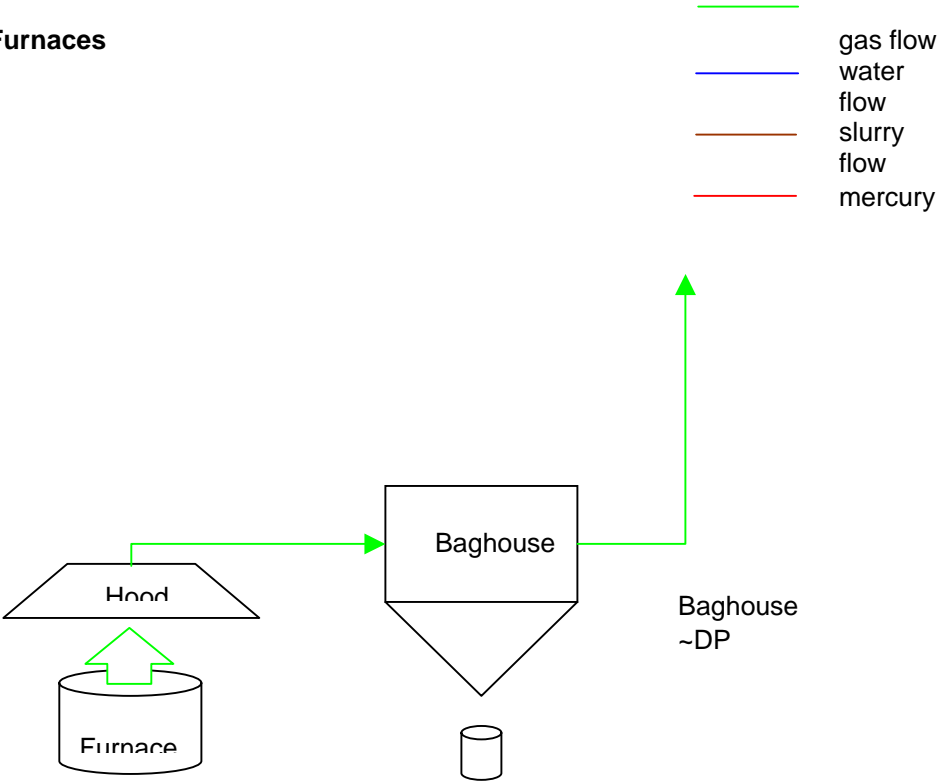 Furnaces
gas flow
water
flow
slurry
flow
mercury
Baghouse
Hood
Baghouse
~DP
Furnace